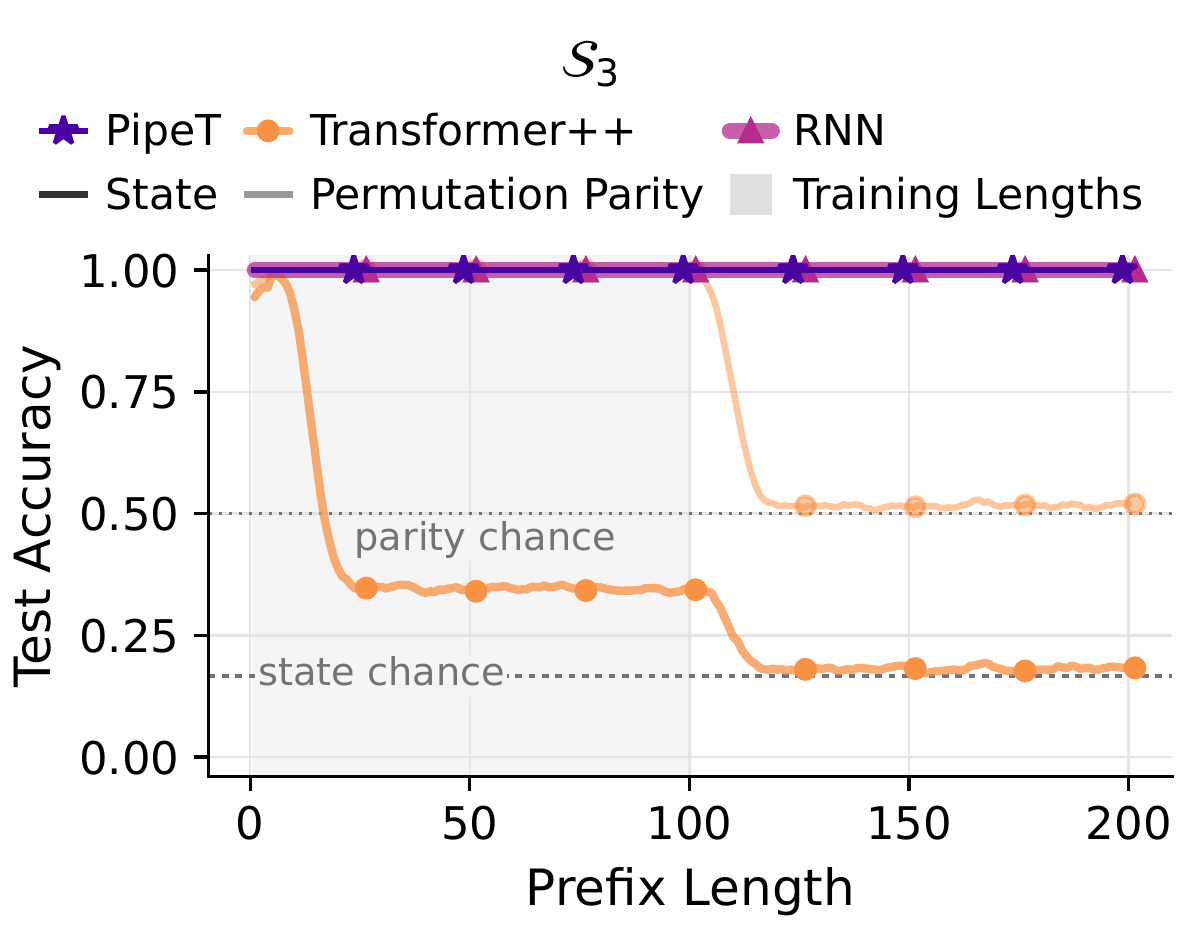 𝒮₃
PipeT Transformer++ RNN
State Permutation Parity Training Lengths
1.00
0.75
0.50
parity chance
0.25
state chance
0.00
0 50 100 150 200
Test Accuracy
Prefix Length